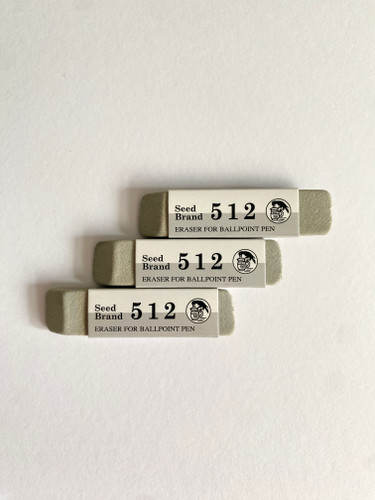 Seed
Brand 512
ERASER FOR BALLPOINT PEN
Seed
Brand 512
ERASER FOR BALLPOINT PEN
Seed
Brand 512
ERASER FOR BALLPOINT PEN